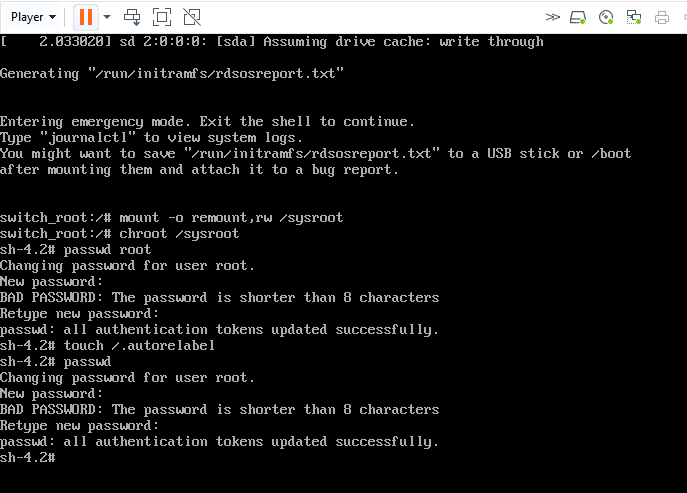 Player
[    2.033020] sd 2:0:0:0: [sda] Assuming drive cache: write through
Generating "/run/initramfs/rdsosreport.txt"
Entering emergency mode. Exit the shell to continue.
Type "journalctl" to view system logs.
You might want to save "/run/initramfs/rdsosreport.txt" to a USB stick or /boot
after mounting them and attach it to a bug report.
switch_root:/# mount -o remount,rw /sysroot
switch_root:/# chroot /sysroot
sh-4.2# passwd root
Changing password for user root.
New password:
BAD PASSWORD: The password is shorter than 8 characters
Retype new password:
passwd: all authentication tokens updated successfully.
sh-4.2# touch /.autorelabel
sh-4.2# passwd
Changing password for user root.
New password:
BAD PASSWORD: The password is shorter than 8 characters
Retype new password:
passwd: all authentication tokens updated successfully.
sh-4.2#